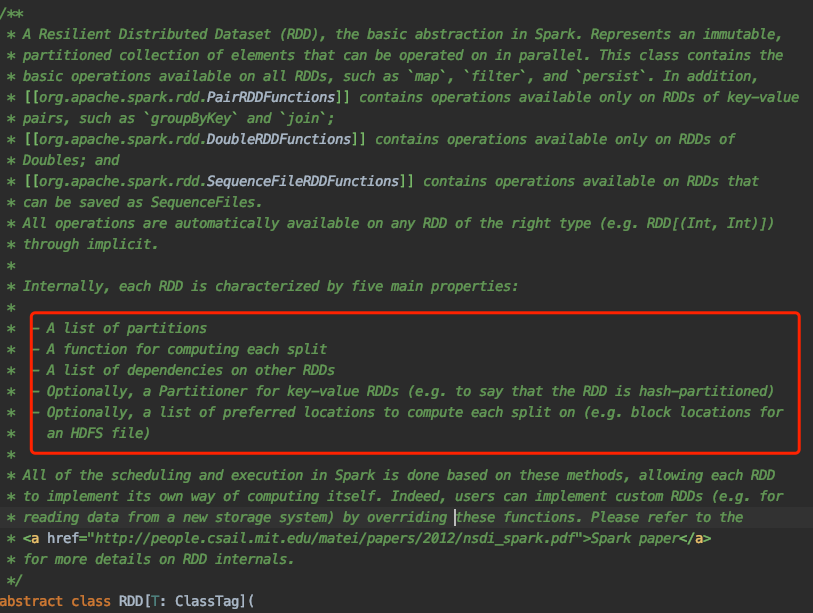 /**
 * A Resilient Distributed Dataset (RDD), the basic abstraction in Spark. Represents an immutable,
 * partitioned collection of elements that can be operated on in parallel. This class contains the
 * basic operations available on all RDDs, such as `map`, `filter`, and `persist`. In addition,
 * [[org.apache.spark.rdd.PairRDDFunctions]] contains operations available only on RDDs of key-value
 * pairs, such as `groupByKey` and `join`;
 * [[org.apache.spark.rdd.DoubleRDDFunctions]] contains operations available only on RDDs of
 * Doubles; and
 * [[org.apache.spark.rdd.SequenceFileRDDFunctions]] contains operations available on RDDs that
 * can be saved as SequenceFiles.
 * All operations are automatically available on any RDD of the right type (e.g. RDD[(Int, Int)])
 * through implicit.
 *
 * Internally, each RDD is characterized by five main properties:
 *
 *  - A list of partitions
 *  - A function for computing each split
 *  - A list of dependencies on other RDDs
 *  - Optionally, a Partitioner for key-value RDDs (e.g. to say that the RDD is hash-partitioned)
 *  - Optionally, a list of preferred locations to compute each split on (e.g. block locations for
 *    an HDFS file)
 *
 * All of the scheduling and execution in Spark is done based on these methods, allowing each RDD
 * to implement its own way of computing itself. Indeed, users can implement custom RDDs (e.g. for
 * reading data from a new storage system) by overriding these functions. Please refer to the
 * <a href="http://people.csail.mit.edu/matei/papers/2012/nsdi_spark.pdf">Spark paper</a>
 * for more details on RDD internals.
 */
abstract class RDD[T: ClassTag](